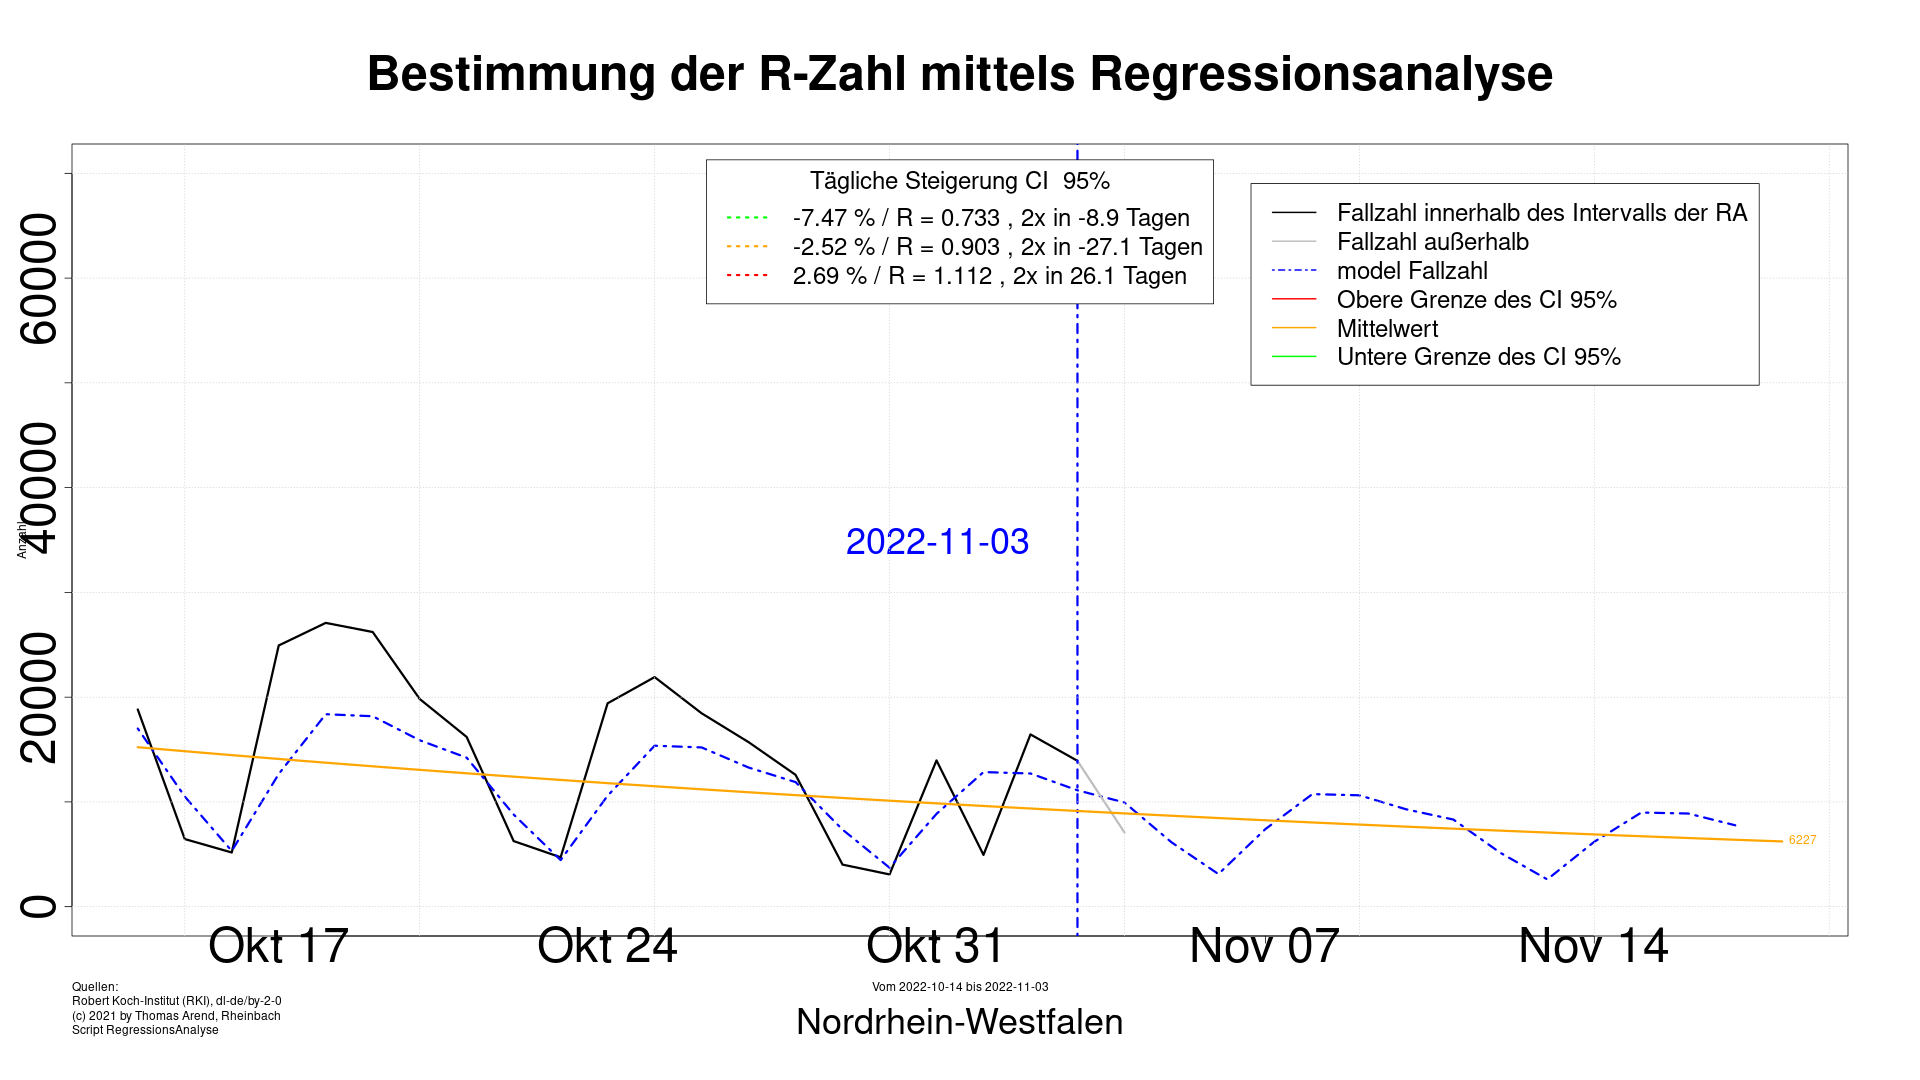 Bestimmung der R-Zahl mittels Regressionsanalyse
Tägliche Steigerung CI 95%
-7.47 % / R = 0.733 , 2x in -8.9 Tagen
-2.52 % / R = 0.903 , 2x in -27.1 Tagen
2.69 % / R = 1.112 , 2x in 26.1 Tagen
Fallzahl innerhalb des Intervalls der RA
Fallzahl außerhalb
model Fallzahl
Obere Grenze des CI 95%
Mittelwert
Untere Grenze des CI 95%
60000
40000
20000
0
Anzahl
2022-11-03
6227
Okt 17
Okt 24
Okt 31
Nov 07
Nov 14
Quellen:
Robert Koch-Institut (RKI), dl-de/by-2-0
(c) 2021 by Thomas Arend, Rheinbach
Script RegressionsAnalyse
Vom 2022-10-14 bis 2022-11-03
Nordrhein-Westfalen